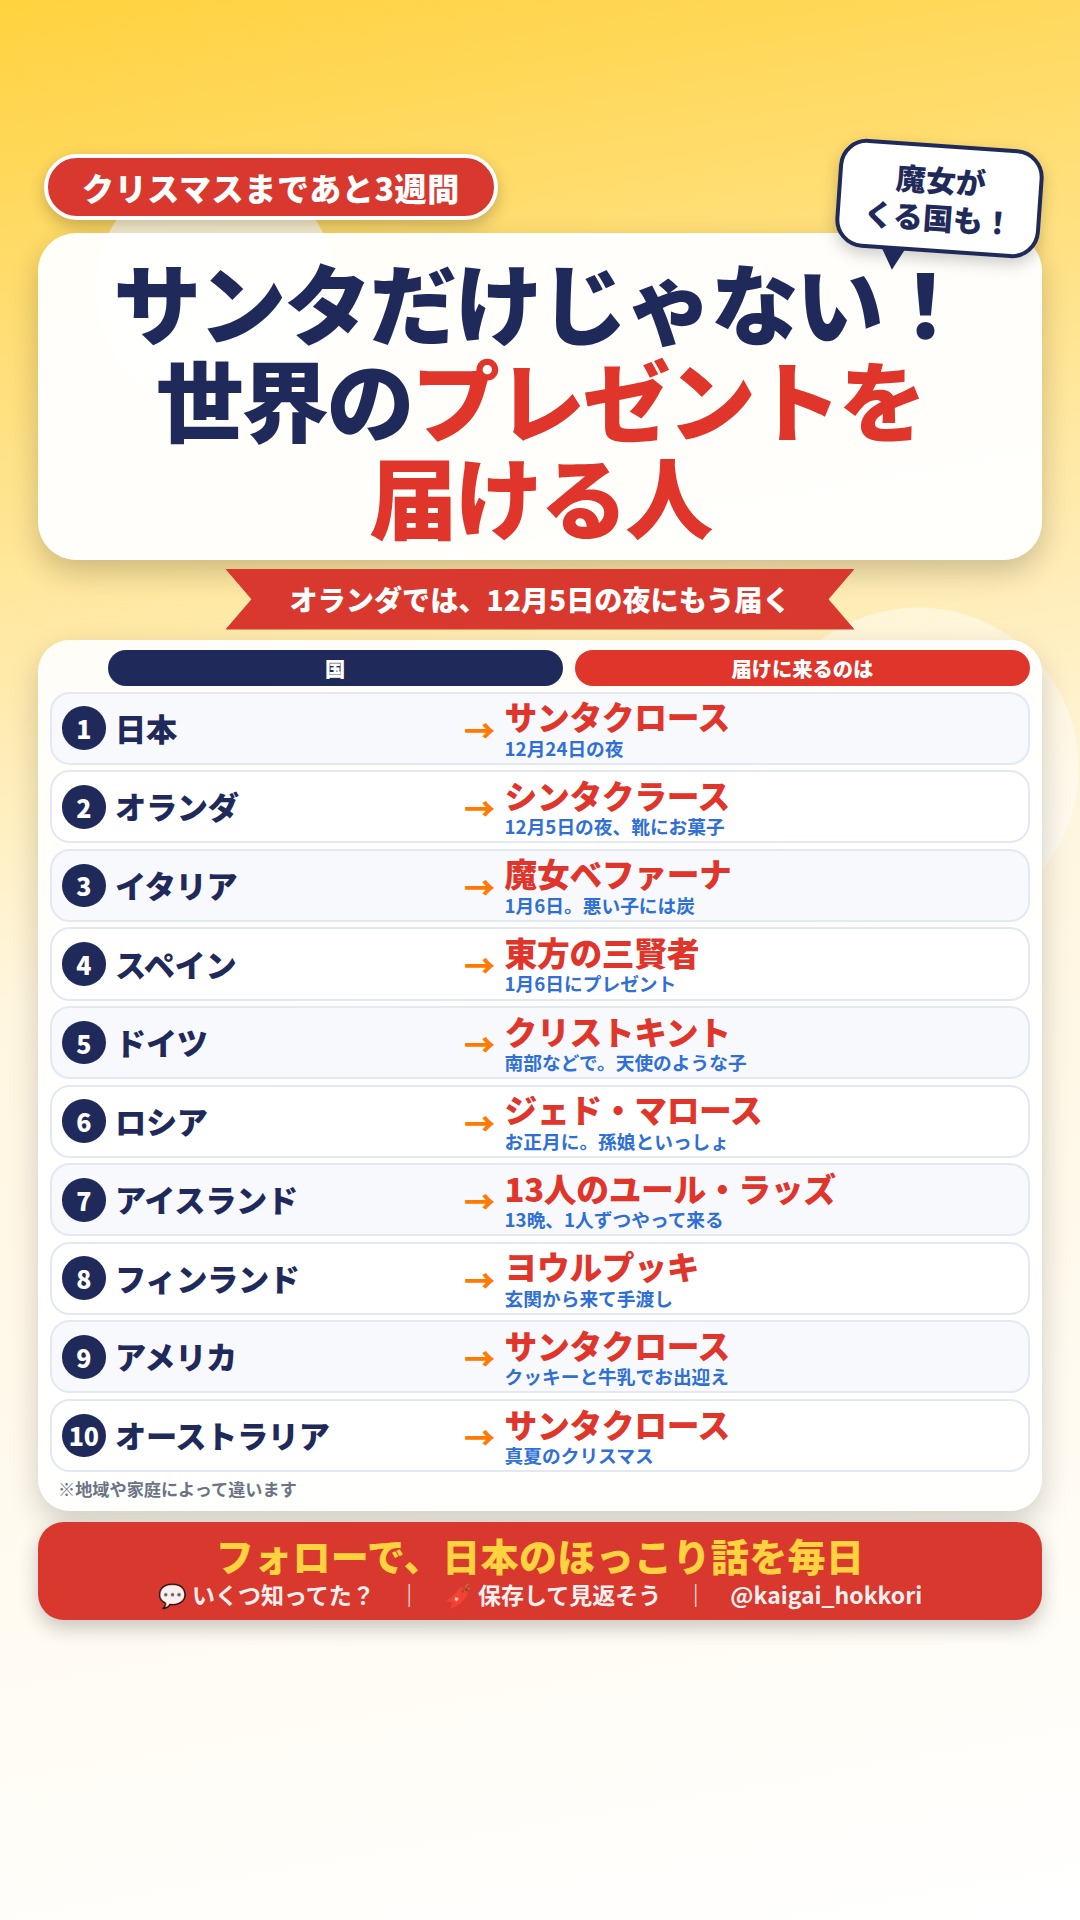 クリスマスまであと3週間
魔女が
くる国も！
サンタだけじゃない！
世界のプレゼントを
届ける人
オランダでは、12月5日の夜にもう届く
国
届けに来るのは
1 日本 → サンタクロース
12月24日の夜
2 オランダ → シンタクラース
12月5日の夜、靴にお菓子
3 イタリア → 魔女ベファーナ
1月6日。悪い子には炭
4 スペイン → 東方の三賢者
1月6日にプレゼント
5 ドイツ → クリストキント
南部などで。天使のような子
6 ロシア → ジェド・マロース
お正月に。孫娘といっしょ
7 アイスランド → 13人のユール・ラッズ
13晩、1人ずつやって来る
8 フィンランド → ヨウルプッキ
玄関から来て手渡し
9 アメリカ → サンタクロース
クッキーと牛乳でお出迎え
10 オーストラリア → サンタクロース
真夏のクリスマス
※地域や家庭によって違います
フォローで、日本のほっこり話を毎日
💬 いくつ知ってた？ ｜ 🔖 保存して見返そう ｜ @kaigai_hokkori